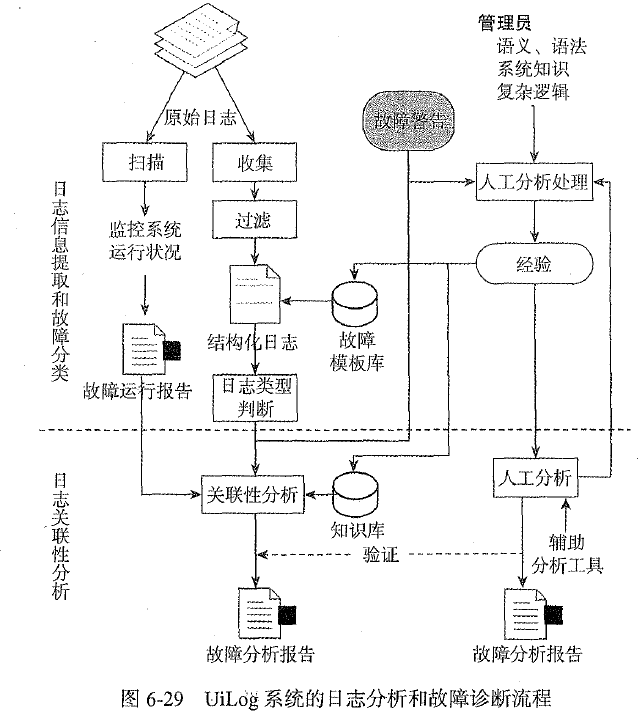 管理员
语义、语法
系统知识
复杂逻辑
原始日志
故障警告
扫描
收集
人工分析处理
过滤
监控系统
运行状况
经验
日志信息提取和故障分类
结构化日志
故障
模板库
故障运行报告
日志类型
判断
日志关联性分析
关联性分析
知识库
人工分析
验证
辅助
分析工具
故障分析报告
故障分析报告
图 6-29 UiLog 系统的日志分析和故障诊断流程